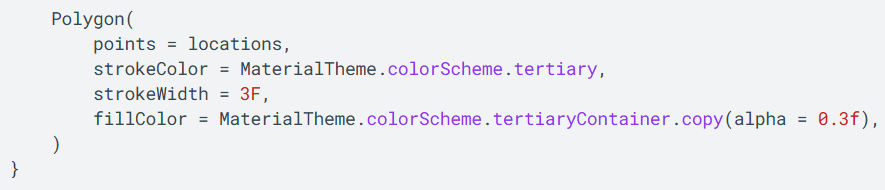 Polygon(
        points = locations,
        strokeColor = MaterialTheme.colorScheme.tertiary,
        strokeWidth = 3F,
        fillColor = MaterialTheme.colorScheme.tertiaryContainer.copy(alpha = 0.3f),
    )
}